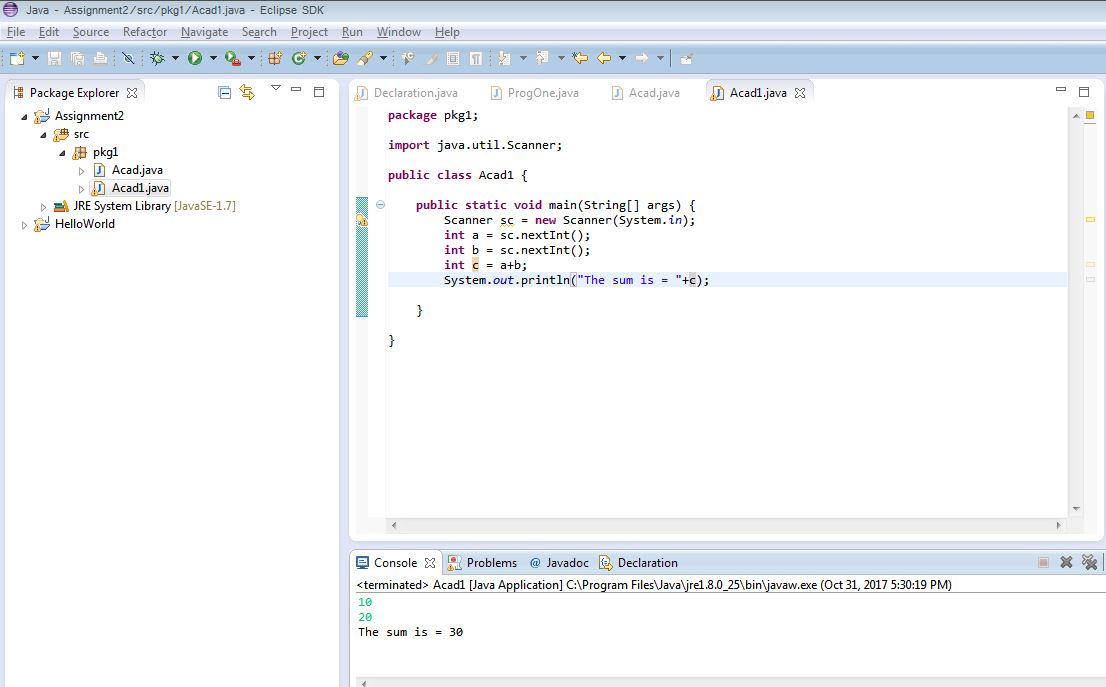 Java - Assignment2/src/pkg1/Acad1.java - Eclipse SDK
File Edit Source Refactor Navigate Search Project Run Window Help
Package Explorer
Assignment2
src
pkg1
Acad.java
Acad1.java
JRE System Library [JavaSE-1.7]
HelloWorld
Declaration.java ProgOne.java Acad.java Acad1.java
package pkg1;
import java.util.Scanner;
public class Acad1 {
public static void main(String[] args) {
Scanner sc = new Scanner(System.in);
int a = sc.nextInt();
int b = sc.nextInt();
int c = a+b;
System.out.println("The sum is = "+c);
}
}
Console Problems @ Javadoc Declaration
<terminated> Acad1 [Java Application] C:\Program Files\Java\jre1.8.0_25\bin\javaw.exe (Oct 31, 2017 5:30:19 PM)
10
20
The sum is = 30